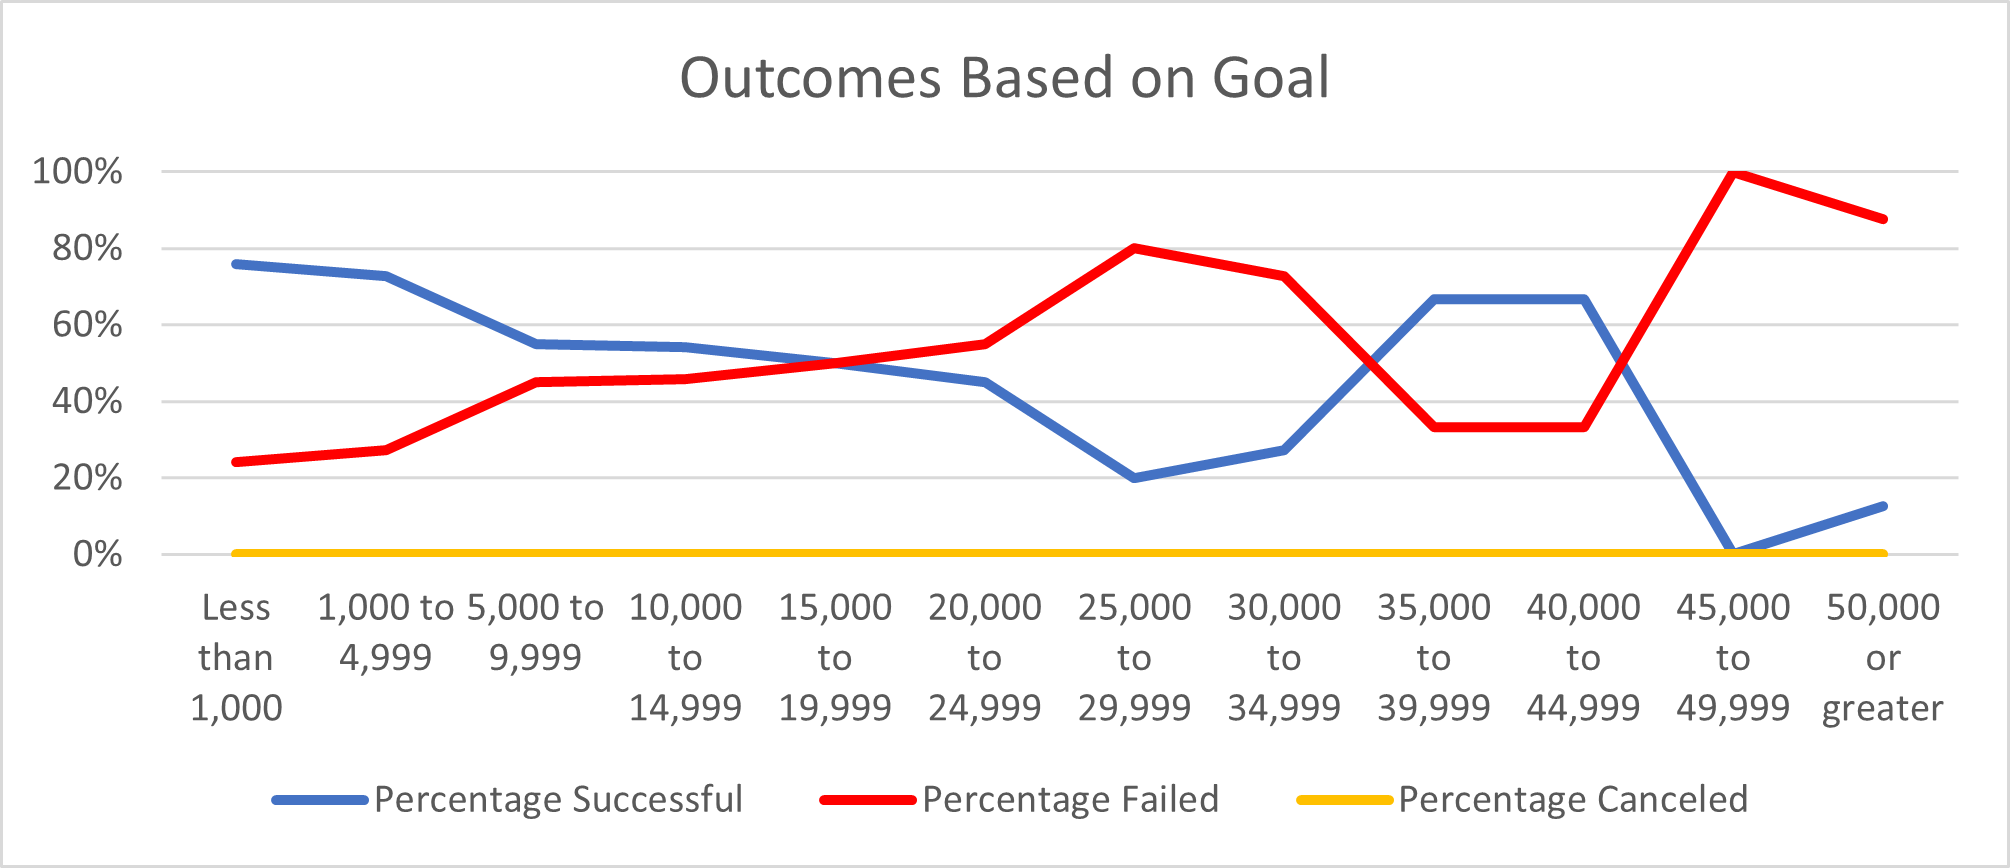 Outcomes Based on Goal
100%
80%
60%
40%
20%
0%
Less than 1,000
1,000 to 4,999
5,000 to 9,999
10,000 to 14,999
15,000 to 19,999
20,000 to 24,999
25,000 to 29,999
30,000 to 34,999
35,000 to 39,999
40,000 to 44,999
45,000 to 49,999
50,000 or greater
Percentage Successful
Percentage Failed
Percentage Canceled